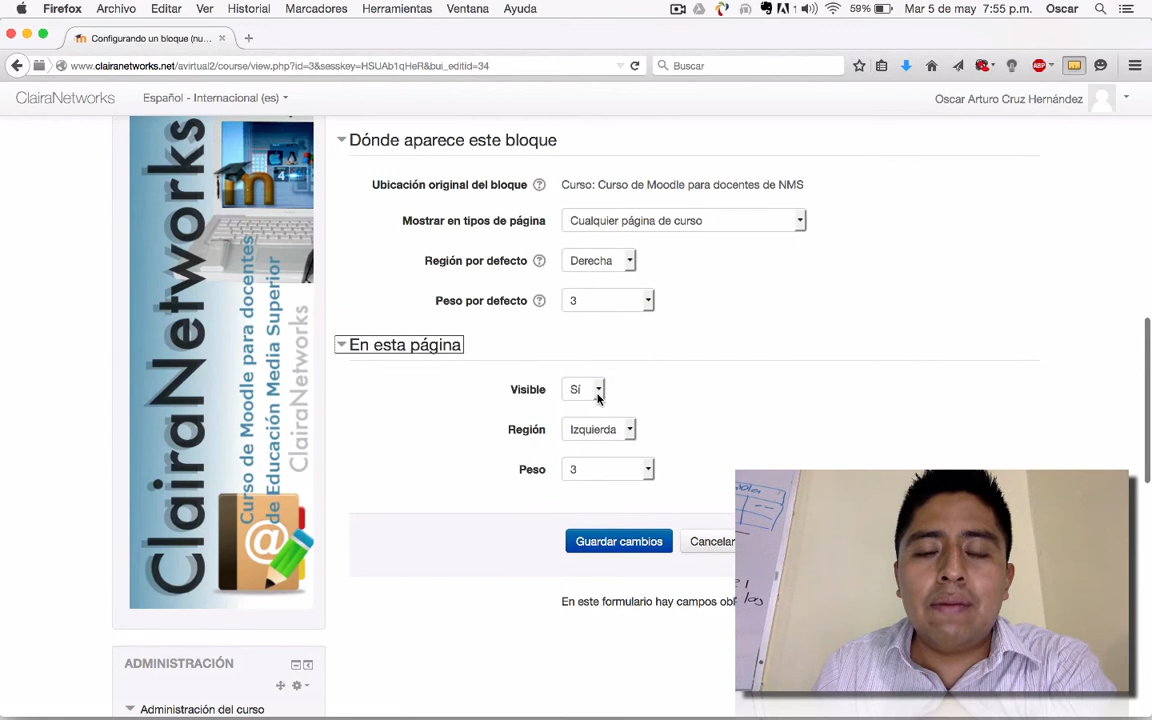 Firefox Archivo Editar Ver Historial Marcadores Herramientas Ventana Ayuda 1 59% Mar 5 de may 7:55 p.m. Oscar
Configurando un bloque (nu...
www.clairanetworks.net/avirtual2/course/view.php?id=3&sesskey=HSUAb1qHeR&bui_editid=34
Buscar
ABP
ClairaNetworks Español - Internacional (es) Oscar Arturo Cruz Hernández
ClairaNetworks
Curso de Moodle para docentes
de Educación Media Superior
ClairaNetworks
Dónde aparece este bloque
Ubicación original del bloque Curso: Curso de Moodle para docentes de NMS
Mostrar en tipos de página Cualquier página de curso
Región por defecto Derecha
Peso por defecto 3
En esta página
Visible Sí
Región Izquierda
Peso 3
Guardar cambios Cancelar
En este formulario hay campos obl
ADMINISTRACIÓN
Administración del curso